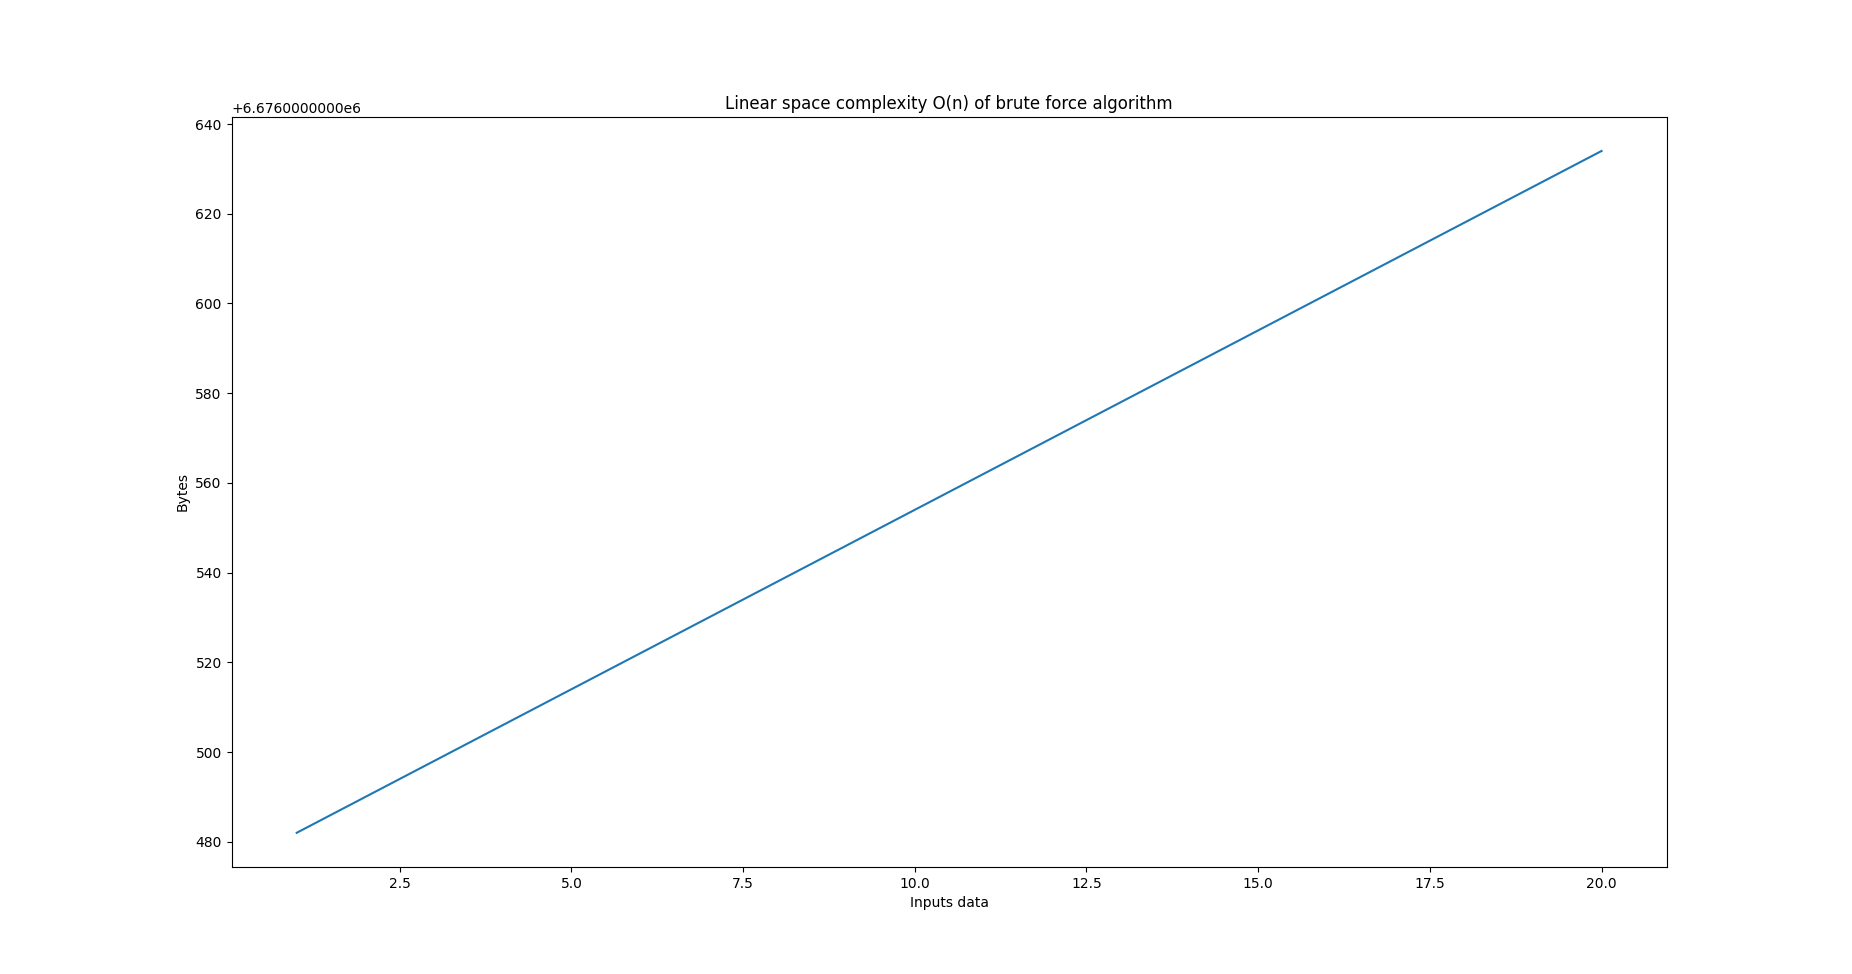 Linear space complexity O(n) of brute force algorithm
+6.6760000000e6
640
620
600
580
560
540
520
500
480
Bytes
2.5 5.0 7.5 10.0 12.5 15.0 17.5 20.0
Inputs data